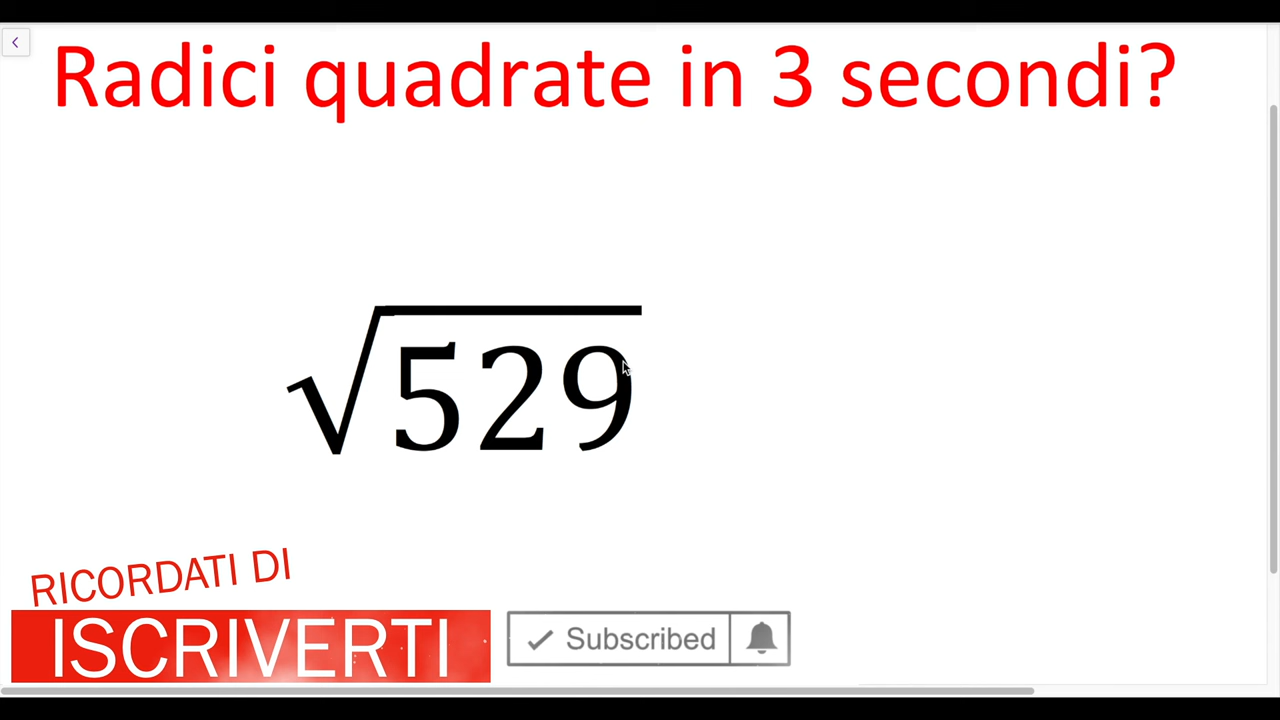 Radici quadrate in 3 secondi?
√529
RICORDATI DI
ISCRIVERTI
Subscribed